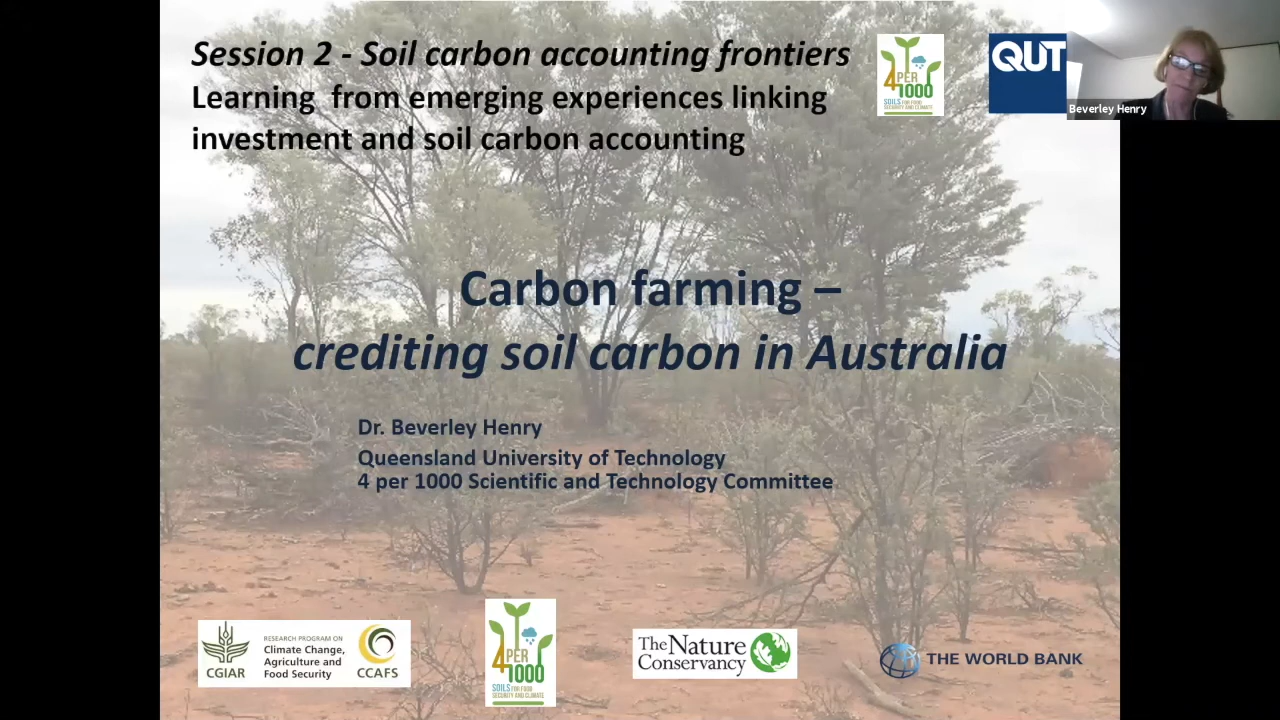 Session 2 - Soil carbon accounting frontiers
Learning from emerging experiences linking
investment and soil carbon accounting
4 PER
1000
SOILS FOR FOOD
SECURITY AND CLIMATE
QUT
Beverley Henry
Carbon farming –
crediting soil carbon in Australia
Dr. Beverley Henry
Queensland University of Technology
4 per 1000 Scientific and Technology Committee
CGIAR
RESEARCH PROGRAM ON
Climate Change,
Agriculture and
Food Security
CCAFS
4 PER
1000
SOILS FOR FOOD
SECURITY AND CLIMATE
The Nature
Conservancy
THE WORLD BANK